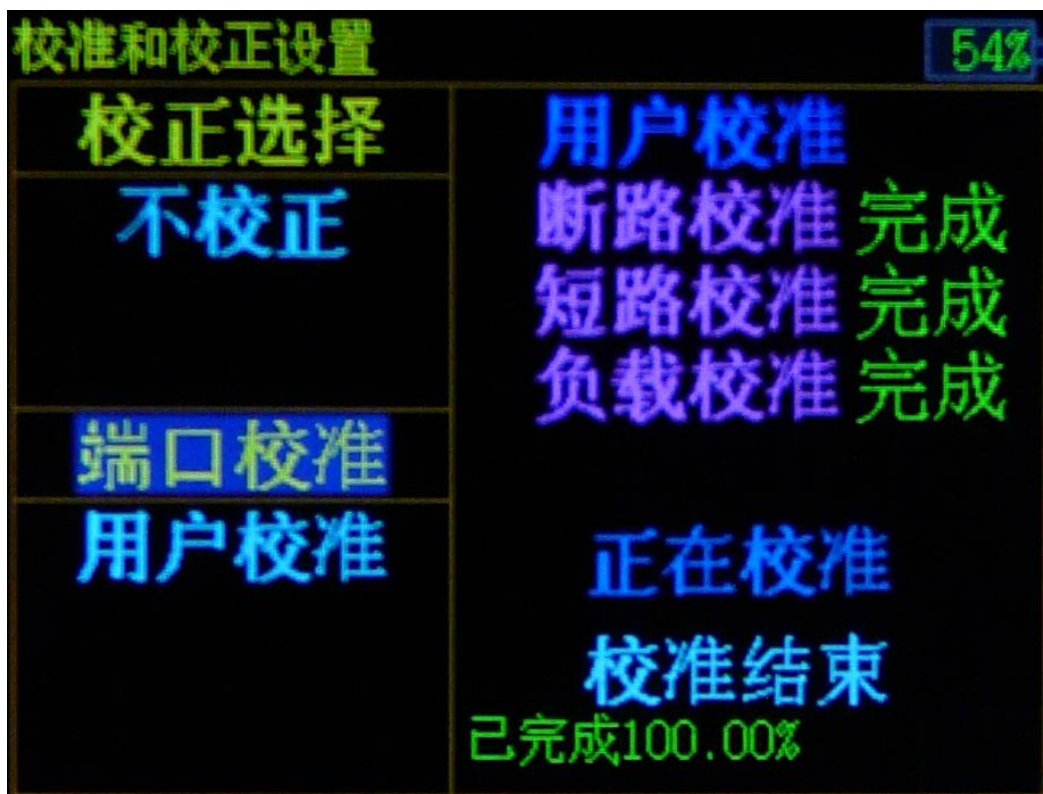 校准和校正设置
54%
校正选择
不校正
端口校准
用户校准
用户校准
断路校准 完成
短路校准 完成
负载校准 完成
正在校准
校准结束
已完成100.00%